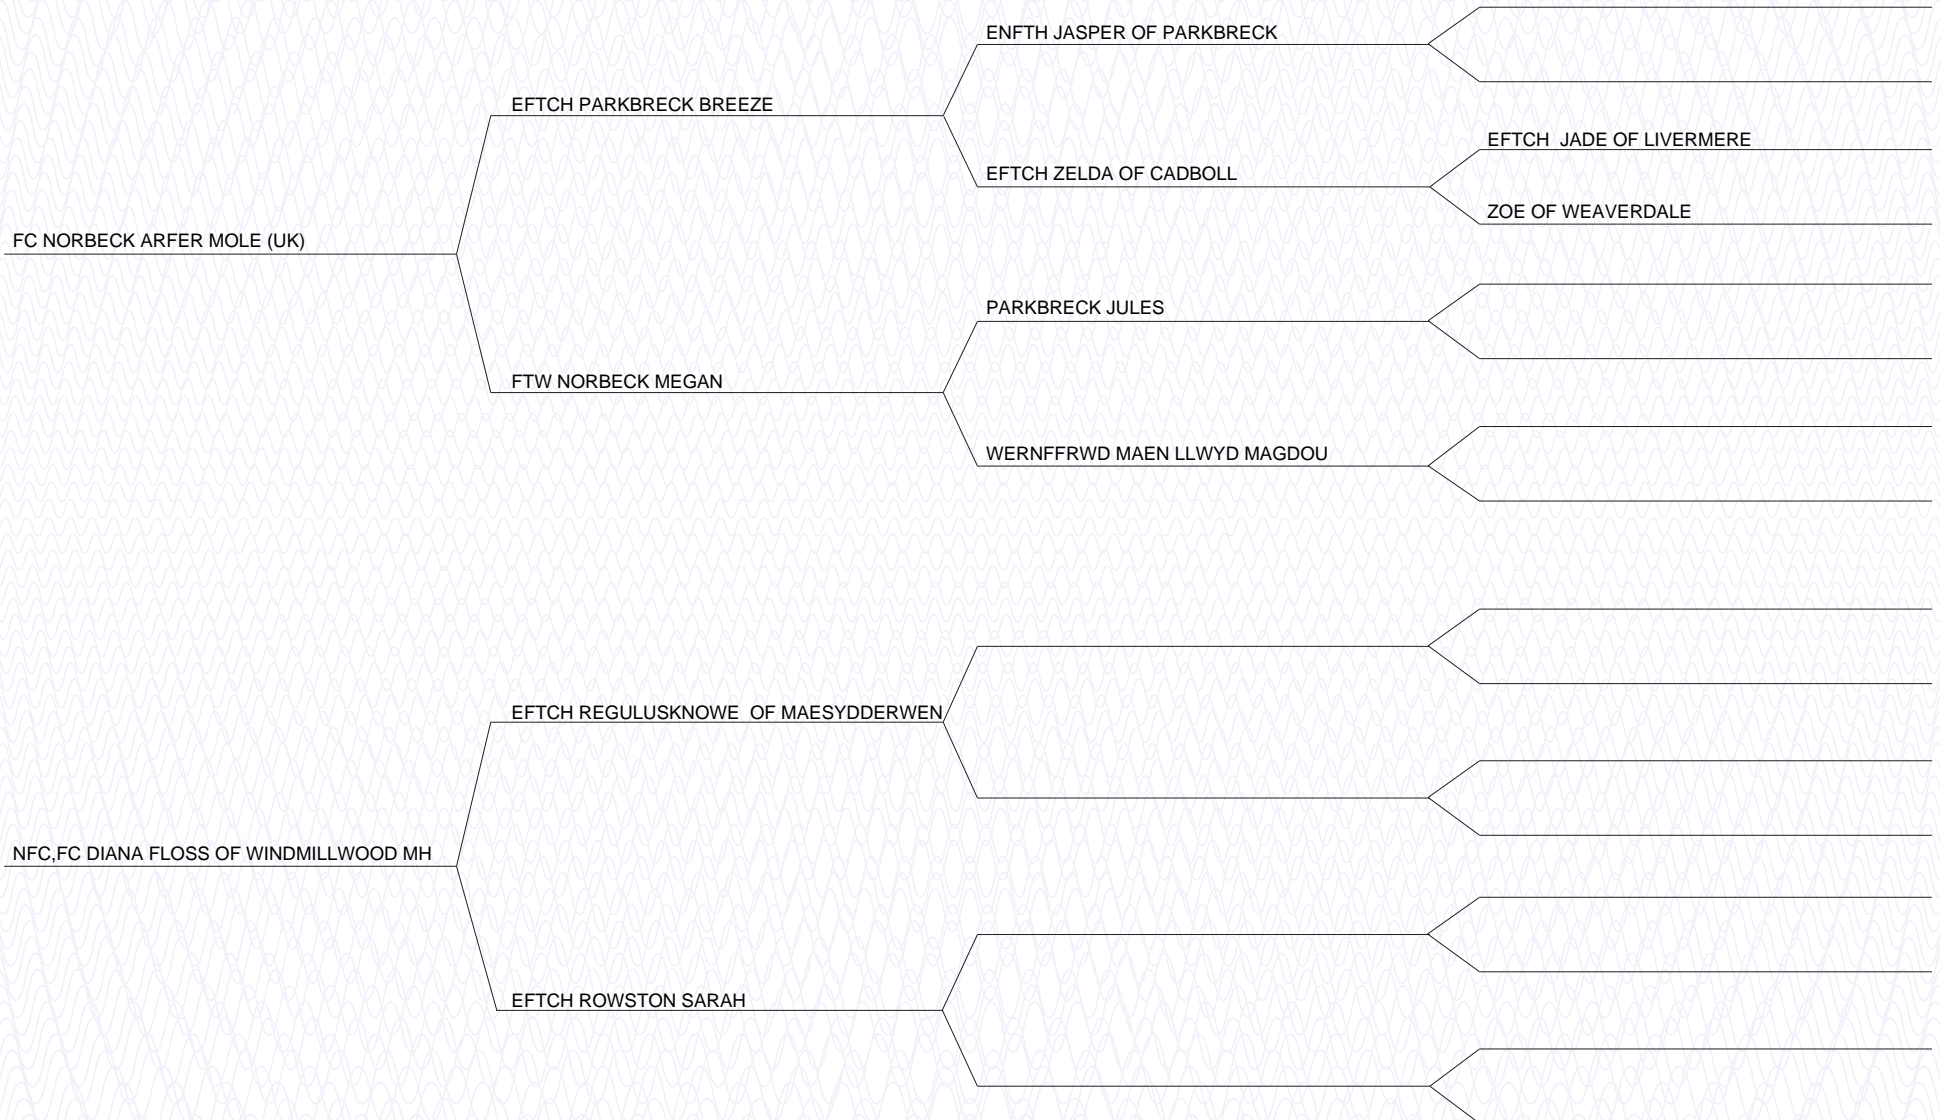 ENFTH JASPER OF PARKBRECK
EFTCH PARKBRECK BREEZE
EFTCH  JADE OF LIVERMERE
EFTCH ZELDA OF CADBOLL
ZOE OF WEAVERDALE
FC NORBECK ARFER MOLE (UK)
PARKBRECK JULES
FTW NORBECK MEGAN
WERNFFRWD MAEN LLWYD MAGDOU
EFTCH REGULUSKNOWE  OF MAESYDDERWEN
NFC,FC DIANA FLOSS OF WINDMILLWOOD MH
EFTCH ROWSTON SARAH